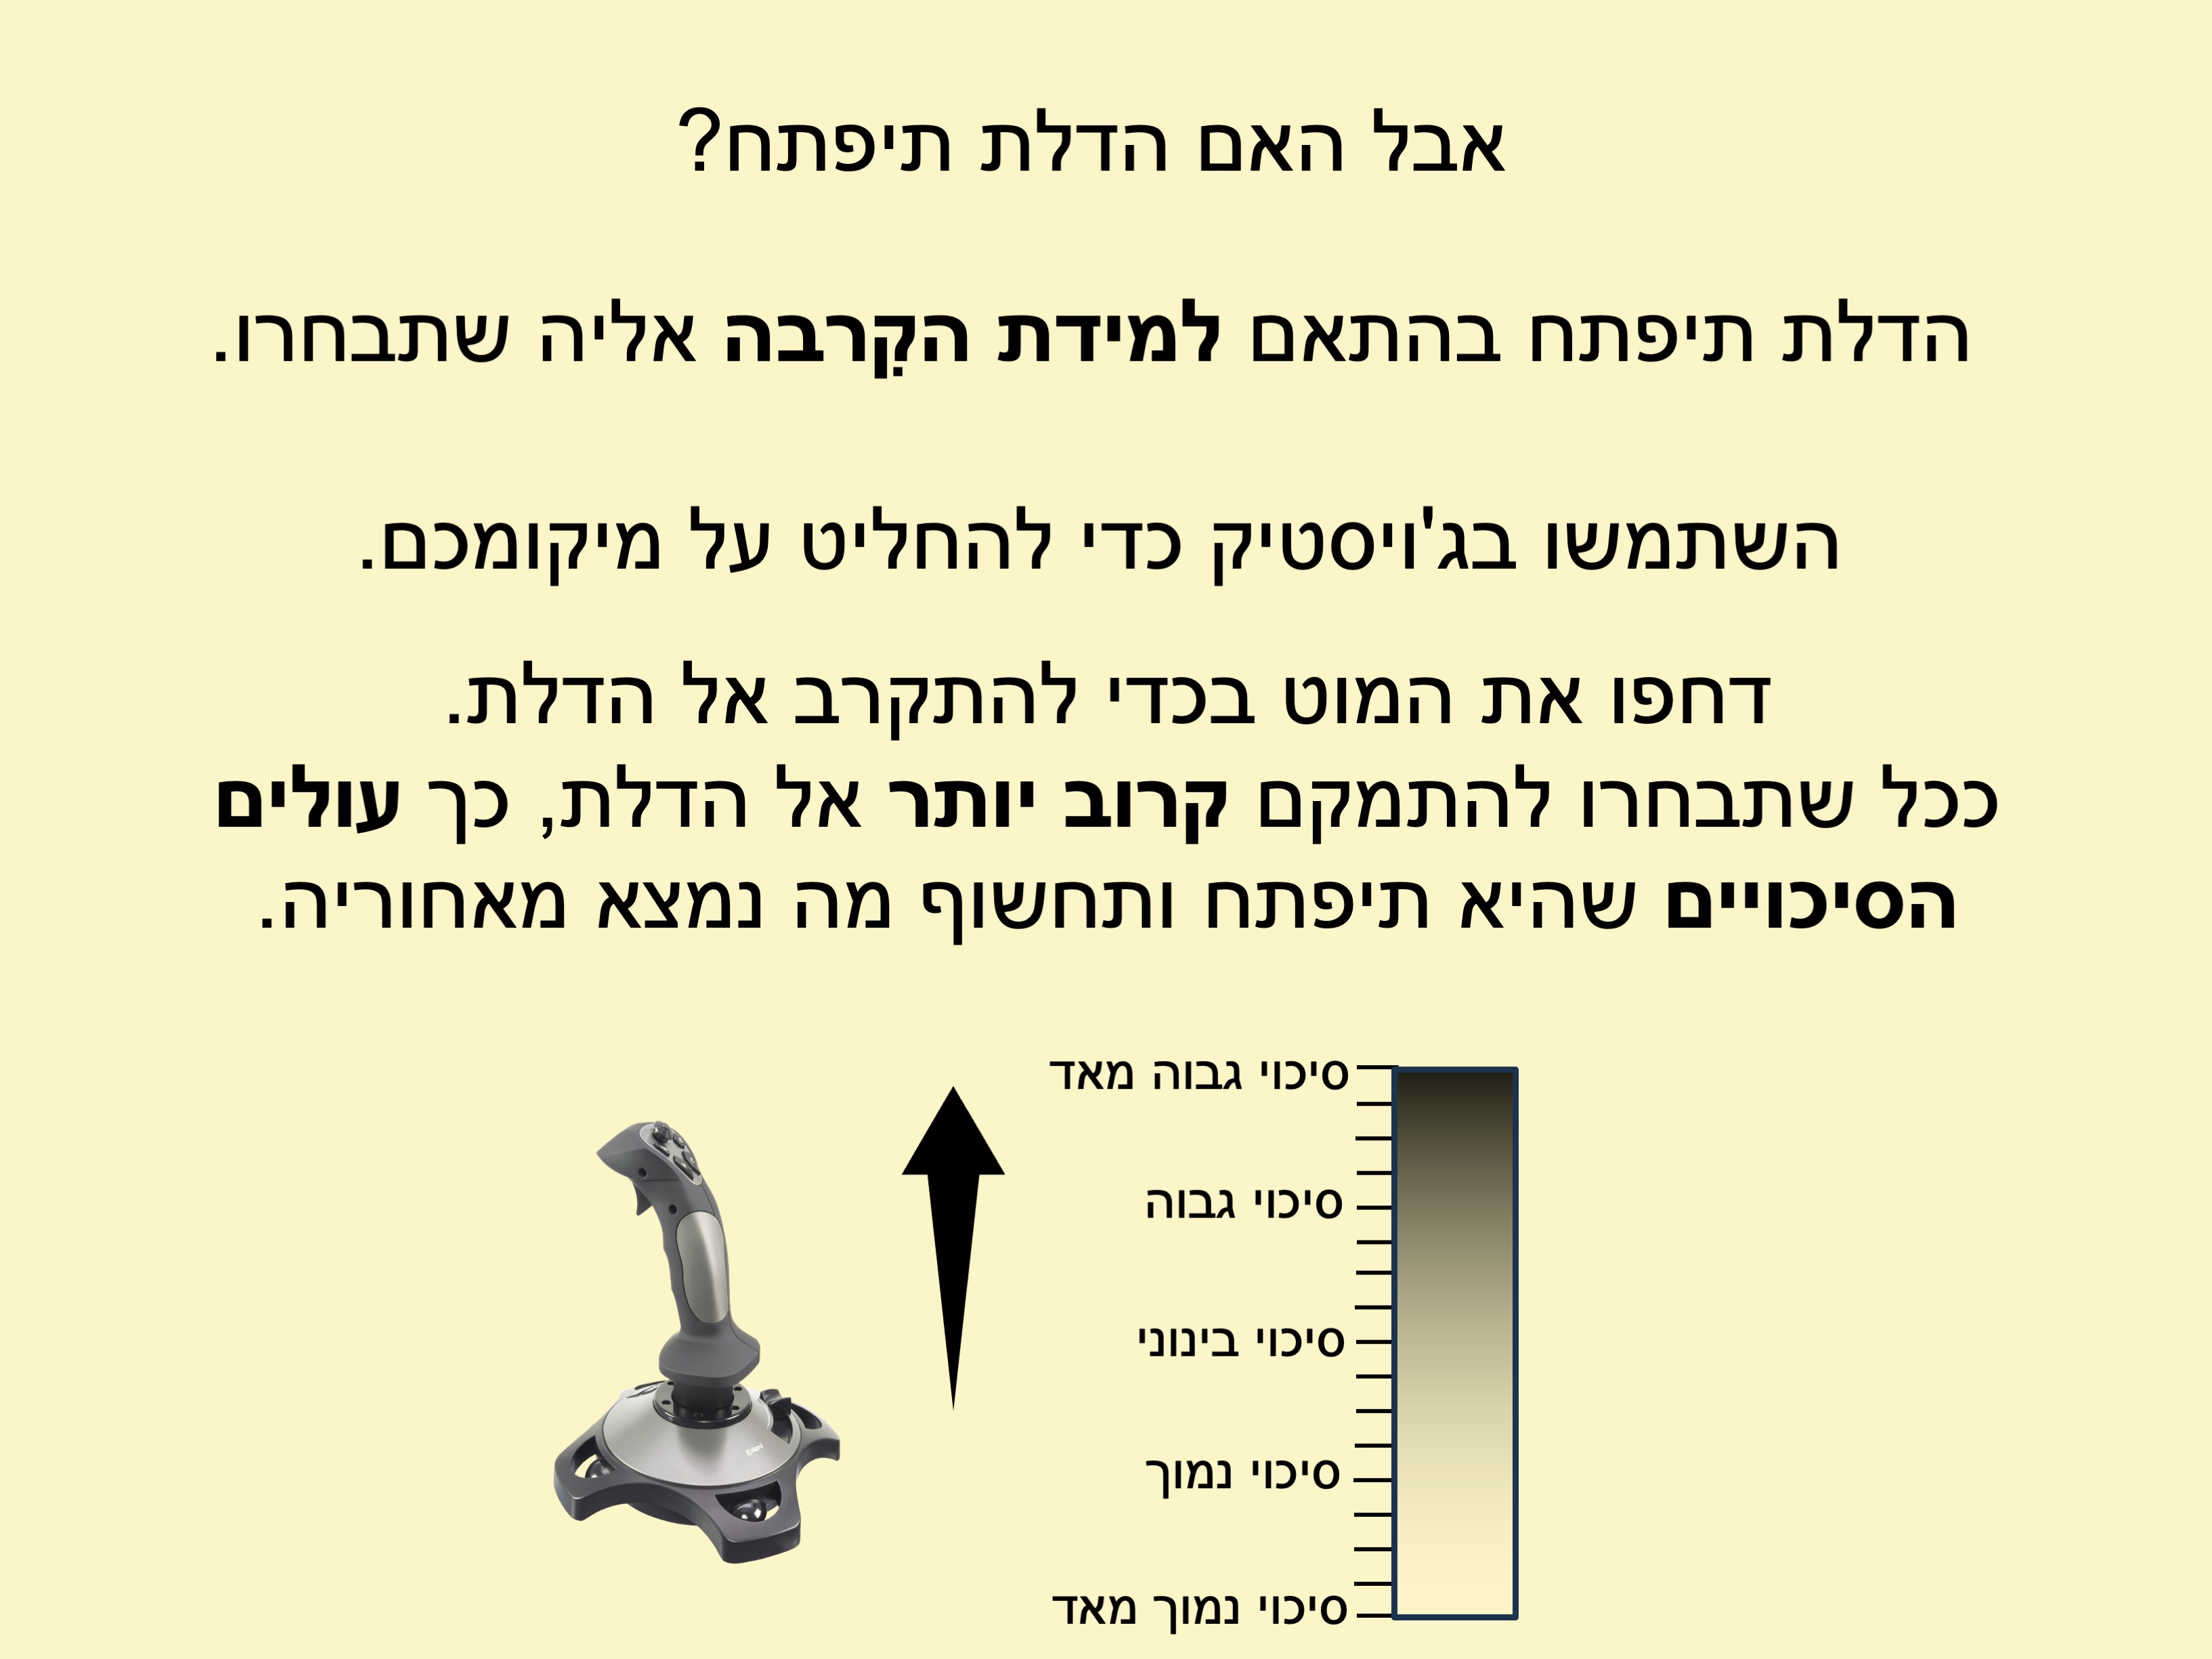 אבל האם הדלת תיפתח?
הדלת תיפתח בהתאם למידת הקִרבה אליה שתבחרו.
השתמשו בג'ויסטיק כדי להחליט על מיקומכם.
דחפו את המוט בכדי להתקרב אל הדלת.
ככל שתבחרו להתמקם קרוב יותר אל הדלת, כך עולים
הסיכויים שהיא תיפתח ותחשוף מה נמצא מאחוריה.
סיכוי גבוה מאד
סיכוי גבוה
סיכוי בינוני
סיכוי נמוך
סיכוי נמוך מאד